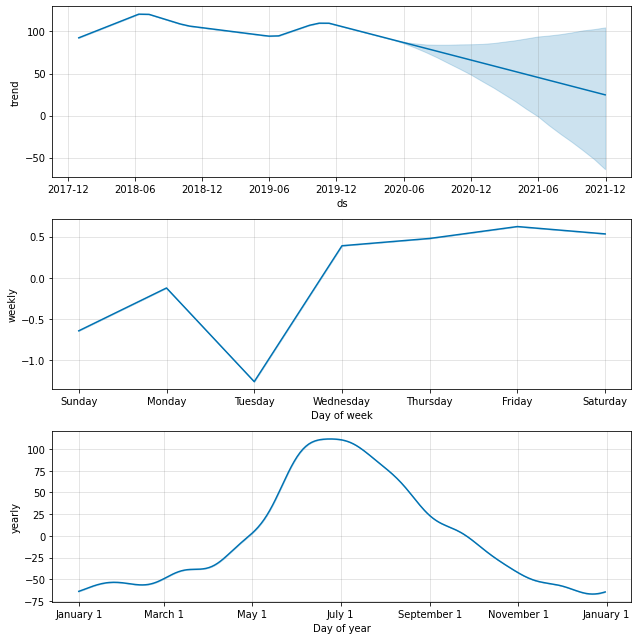 100
50
0
−50
trend
2017-12 2018-06 2018-12 2019-06 2019-12 2020-06 2020-12 2021-06 2021-12
ds
0.5
0.0
−0.5
−1.0
weekly
Sunday Monday Tuesday Wednesday Thursday Friday Saturday
Day of week
100
75
50
25
0
−25
−50
−75
yearly
January 1 March 1 May 1 July 1 September 1 November 1 January 1
Day of year